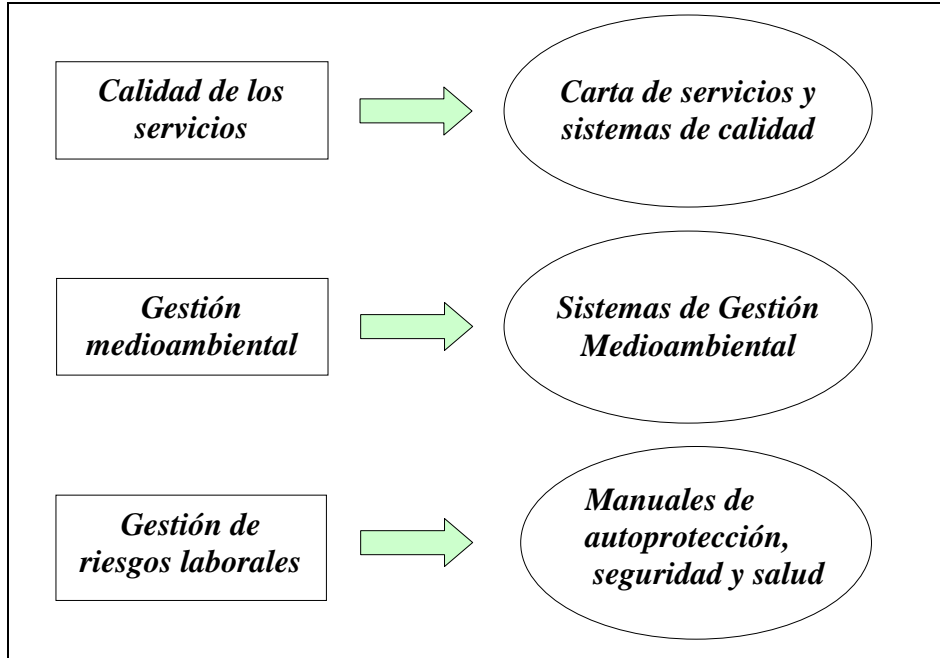 Calidad de los
servicios
Carta de servicios y
sistemas de calidad
Gestión
medioambiental
Sistemas de Gestión
Medioambiental
Gestión de
riesgos laborales
Manuales de
autoprotección,
seguridad y salud